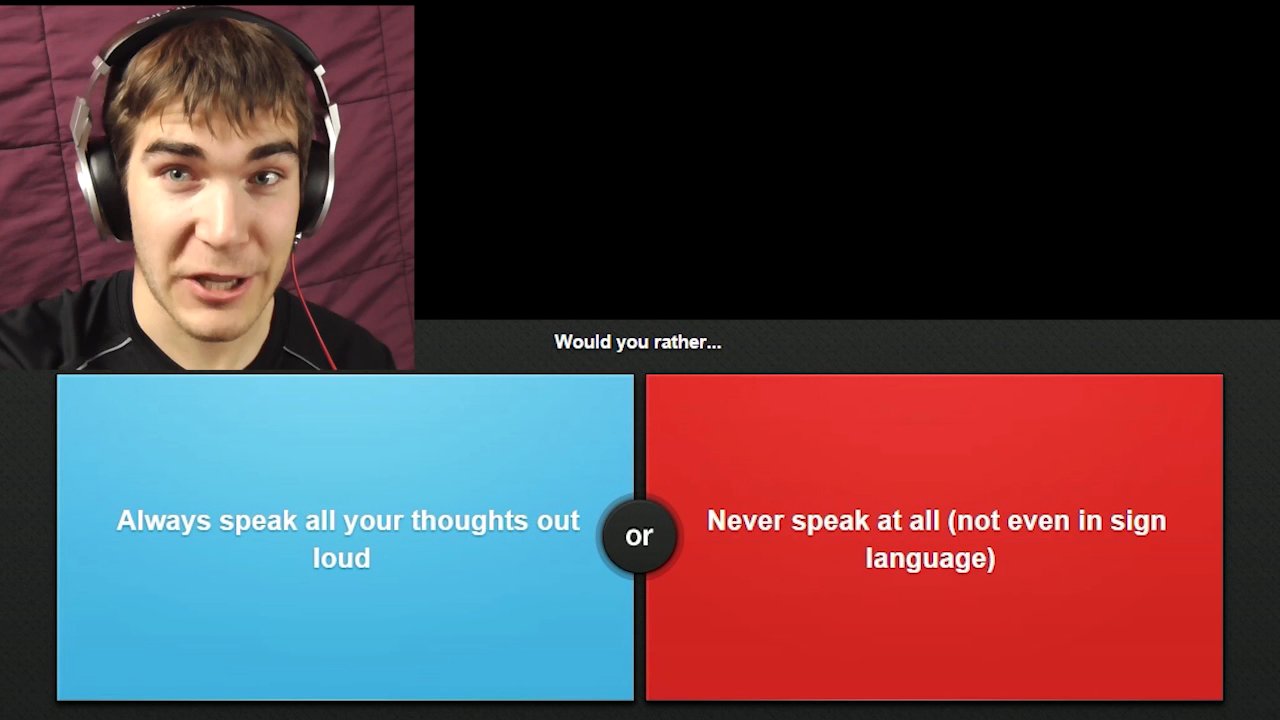 Would you rather...
Always speak all your thoughts out
loud
or
Never speak at all (not even in sign
language)